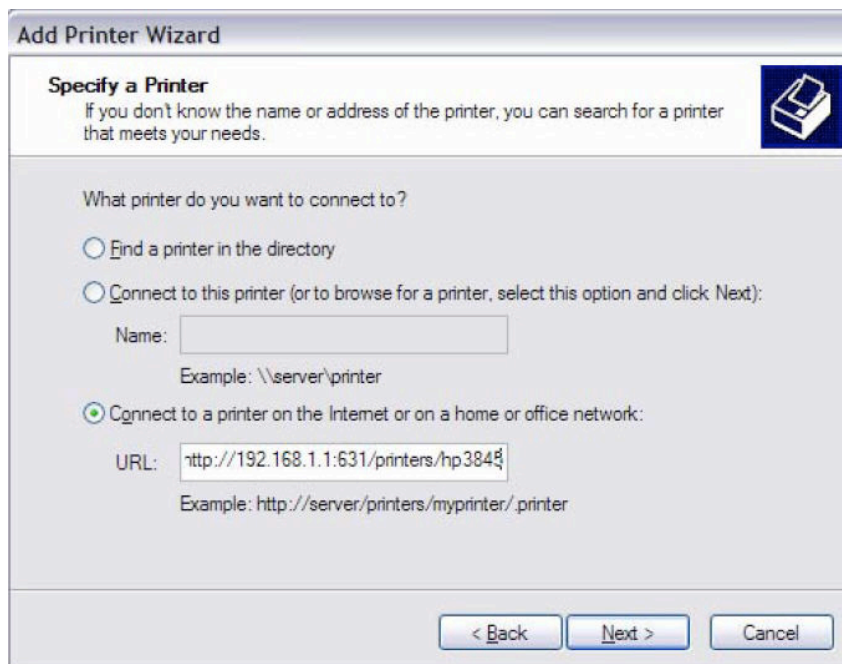 Add Printer Wizard
Specify a Printer
If you don't know the name or address of the printer, you can search for a printer
that meets your needs.
What printer do you want to connect to?
Find a printer in the directory
Connect to this printer (or to browse for a printer, select this option and click Next):
Name:
Example: \\server\printer
Connect to a printer on the Internet or on a home or office network:
URL: http://192.168.1.1:631/printers/hp3845
Example: http://server/printers/myprinter/.printer
< Back Next > Cancel